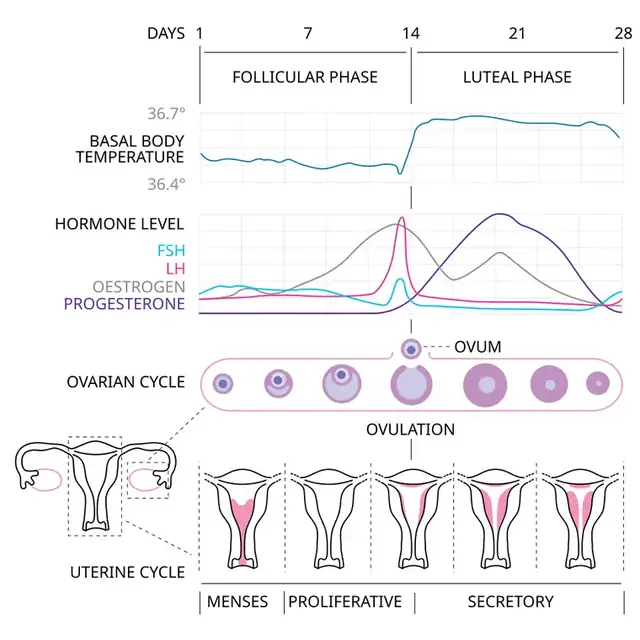 DAYS 1 7 14 21 28
FOLLICULAR PHASE LUTEAL PHASE
36.7°
BASAL BODY
TEMPERATURE
36.4°
HORMONE LEVEL
FSH
LH
OESTROGEN
PROGESTERONE
OVUM
OVARIAN CYCLE
OVULATION
UTERINE CYCLE
MENSES PROLIFERATIVE SECRETORY